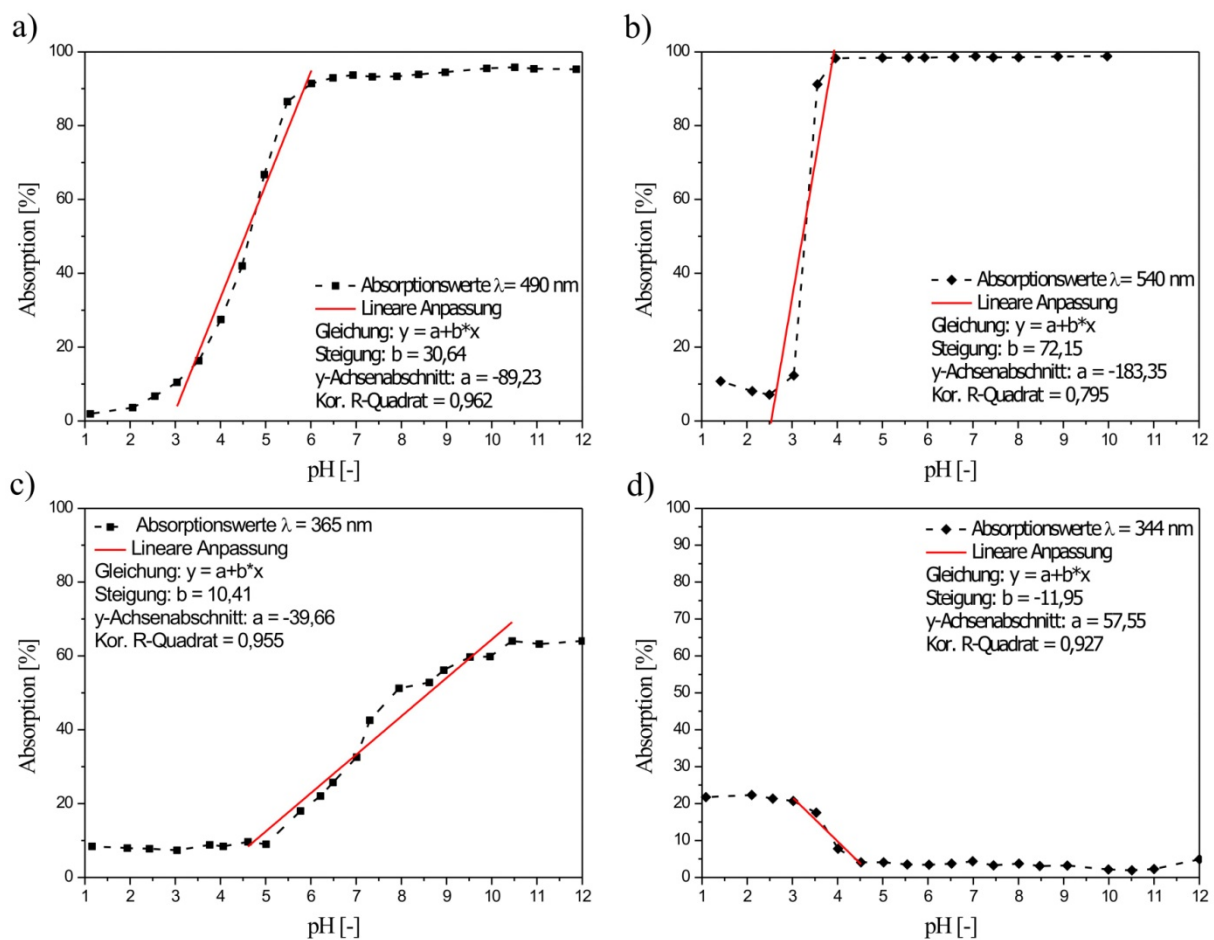 a)
100
80
60
40
20
0
Absorption [%]
- ■ - Absorptionswerte λ= 490 nm
Lineare Anpassung
Gleichung: y = a+b*x
Steigung: b = 30,64
y-Achsenabschnitt: a = -89,23
Kor. R-Quadrat = 0,962
1 2 3 4 5 6 7 8 9 10 11 12
pH [-]
b)
100
80
60
40
20
0
Absorption [%]
- ◆ - Absorptionswerte λ= 540 nm
Lineare Anpassung
Gleichung: y = a+b*x
Steigung: b = 72,15
y-Achsenabschnitt: a = -183,35
Kor. R-Quadrat = 0,795
1 2 3 4 5 6 7 8 9 10 11 12
pH [-]
c)
100
80
60
40
20
0
Absorption [%]
- ■ - Absorptionswerte λ = 365 nm
Lineare Anpassung
Gleichung: y = a+b*x
Steigung: b = 10,41
y-Achsenabschnitt: a = -39,66
Kor. R-Quadrat = 0,955
1 2 3 4 5 6 7 8 9 10 11 12
pH [-]
d)
100
90
80
70
60
50
40
30
20
10
0
Absorption [%]
- ◆ - Absorptionswerte λ = 344 nm
Lineare Anpassung
Gleichung: y = a+b*x
Steigung: b = -11,95
y-Achsenabschnitt: a = 57,55
Kor. R-Quadrat = 0,927
1 2 3 4 5 6 7 8 9 10 11 12
pH [-]